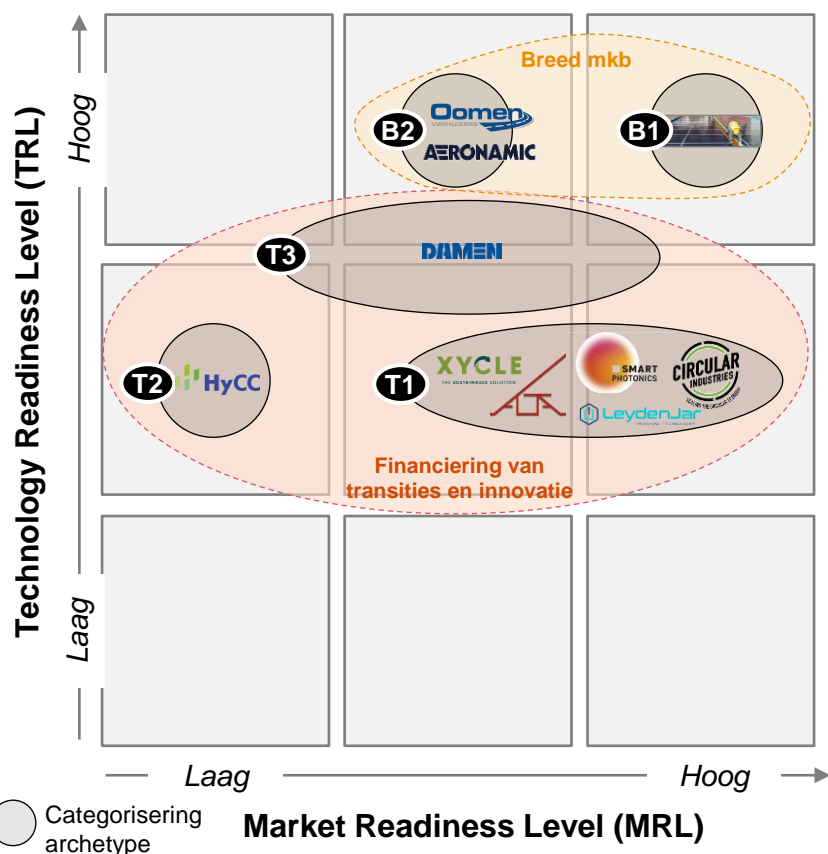 Technology Readiness Level (TRL)
Hoog
Laag
Breed mkb
B2
Oomen
VERHUIZERS
AERONAMIC
B1
T3
DAMEN
T2
HyCC
T1
XYCLE
THE SUSTAINABLE SOLUTION
SMART
PHOTONICS
CIRCULAR
INDUSTRIES
LeydenJar
Financiering van
transities en innovatie
Laag
Hoog
Categorisering
archetype
Market Readiness Level (MRL)